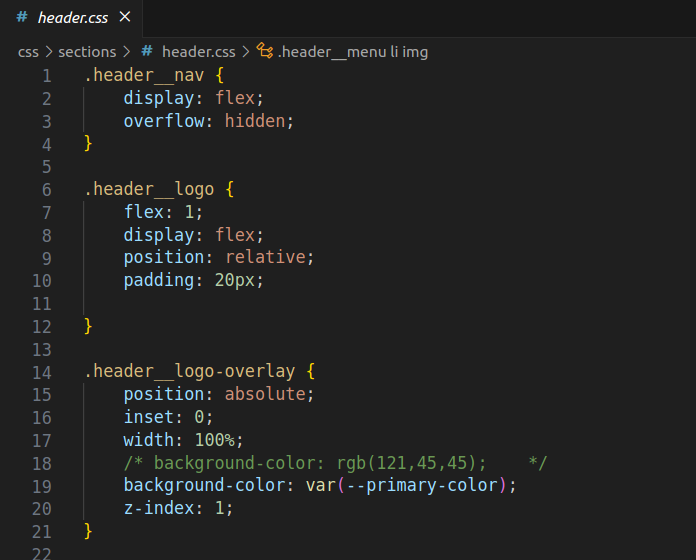 # header.css ×
css > sections > # header.css > .header__menu li img
1 .header__nav {
2     display: flex;
3     overflow: hidden;
4 }
5
6 .header__logo {
7     flex: 1;
8     display: flex;
9     position: relative;
10     padding: 20px;
11
12 }
13
14 .header__logo-overlay {
15     position: absolute;
16     inset: 0;
17     width: 100%;
18     /* background-color: rgb(121,45,45);    */
19     background-color: var(--primary-color);
20     z-index: 1;
21 }
22